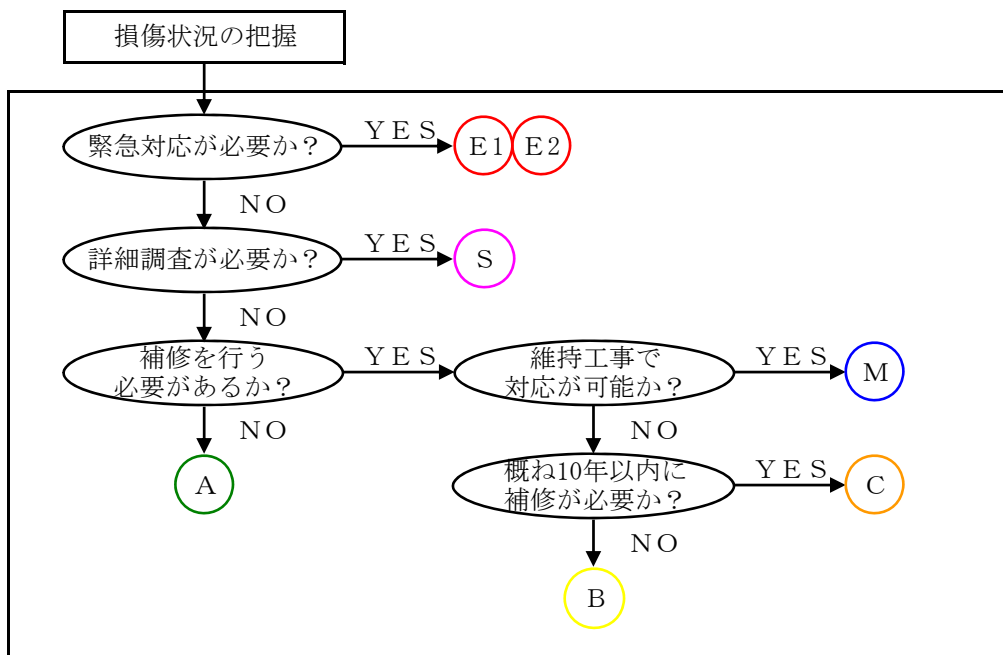 損傷状況の把握
緊急対応が必要か？
ＹＥＳ
Ｅ1
Ｅ2
ＮＯ
詳細調査が必要か？
ＹＥＳ
Ｓ
ＮＯ
補修を行う
必要があるか？
ＹＥＳ
維持工事で
対応が可能か？
ＹＥＳ
Ｍ
ＮＯ
ＮＯ
Ａ
概ね10年以内に
補修が必要か？
ＹＥＳ
Ｃ
ＮＯ
Ｂ